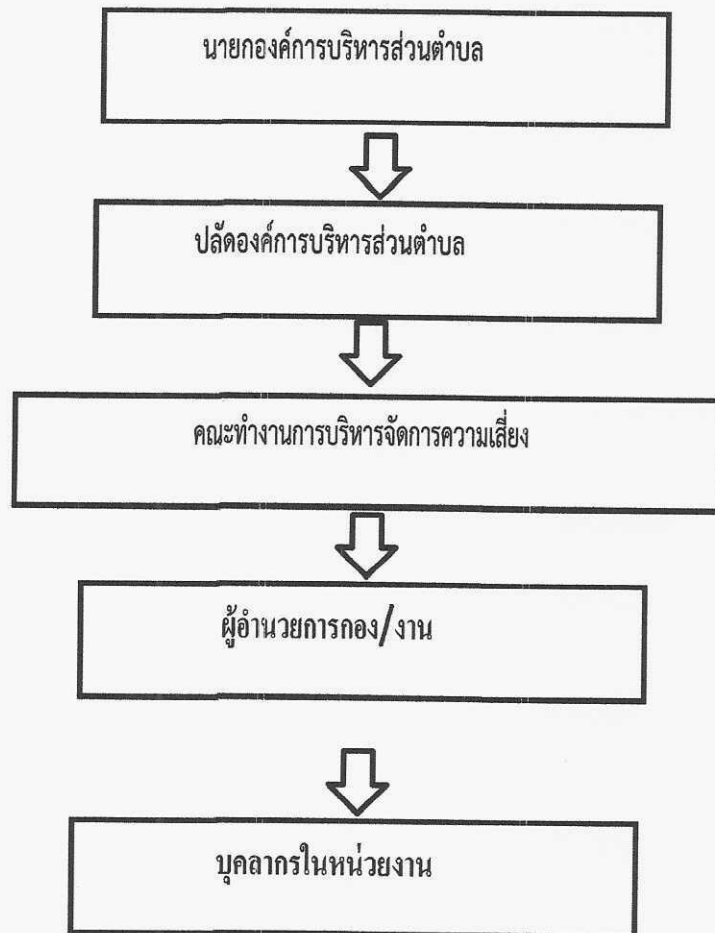 นายกองค์การบริหารส่วนตำบล
ปลัดองค์การบริหารส่วนตำบล
คณะทำงานการบริหารจัดการความเสี่ยง
ผู้อำนวยการกอง/งาน
บุคลากรในหน่วยงาน